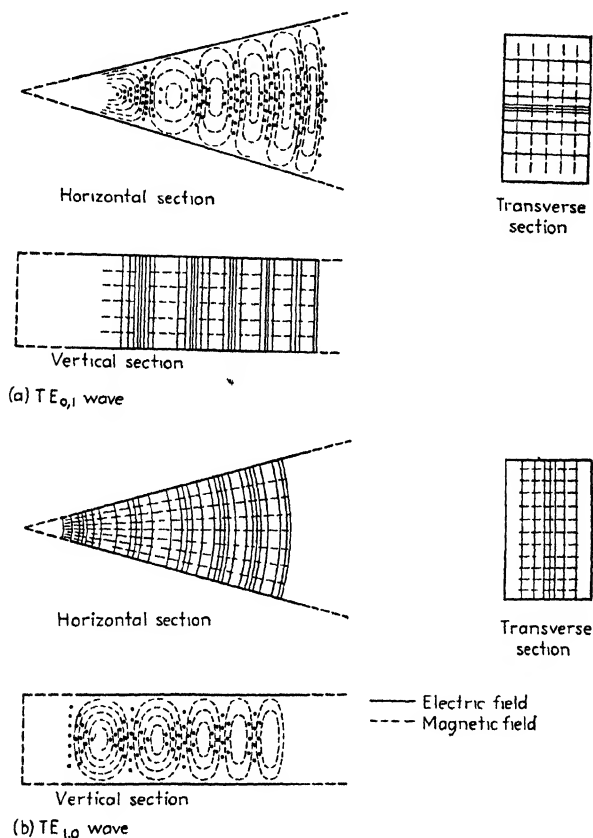 Horizontal section
Transverse
section
Vertical section
(a) TE0,1 wave
Horizontal section
Transverse
section
Electric field
Magnetic field
Vertical section
(b) TE1,0 wave